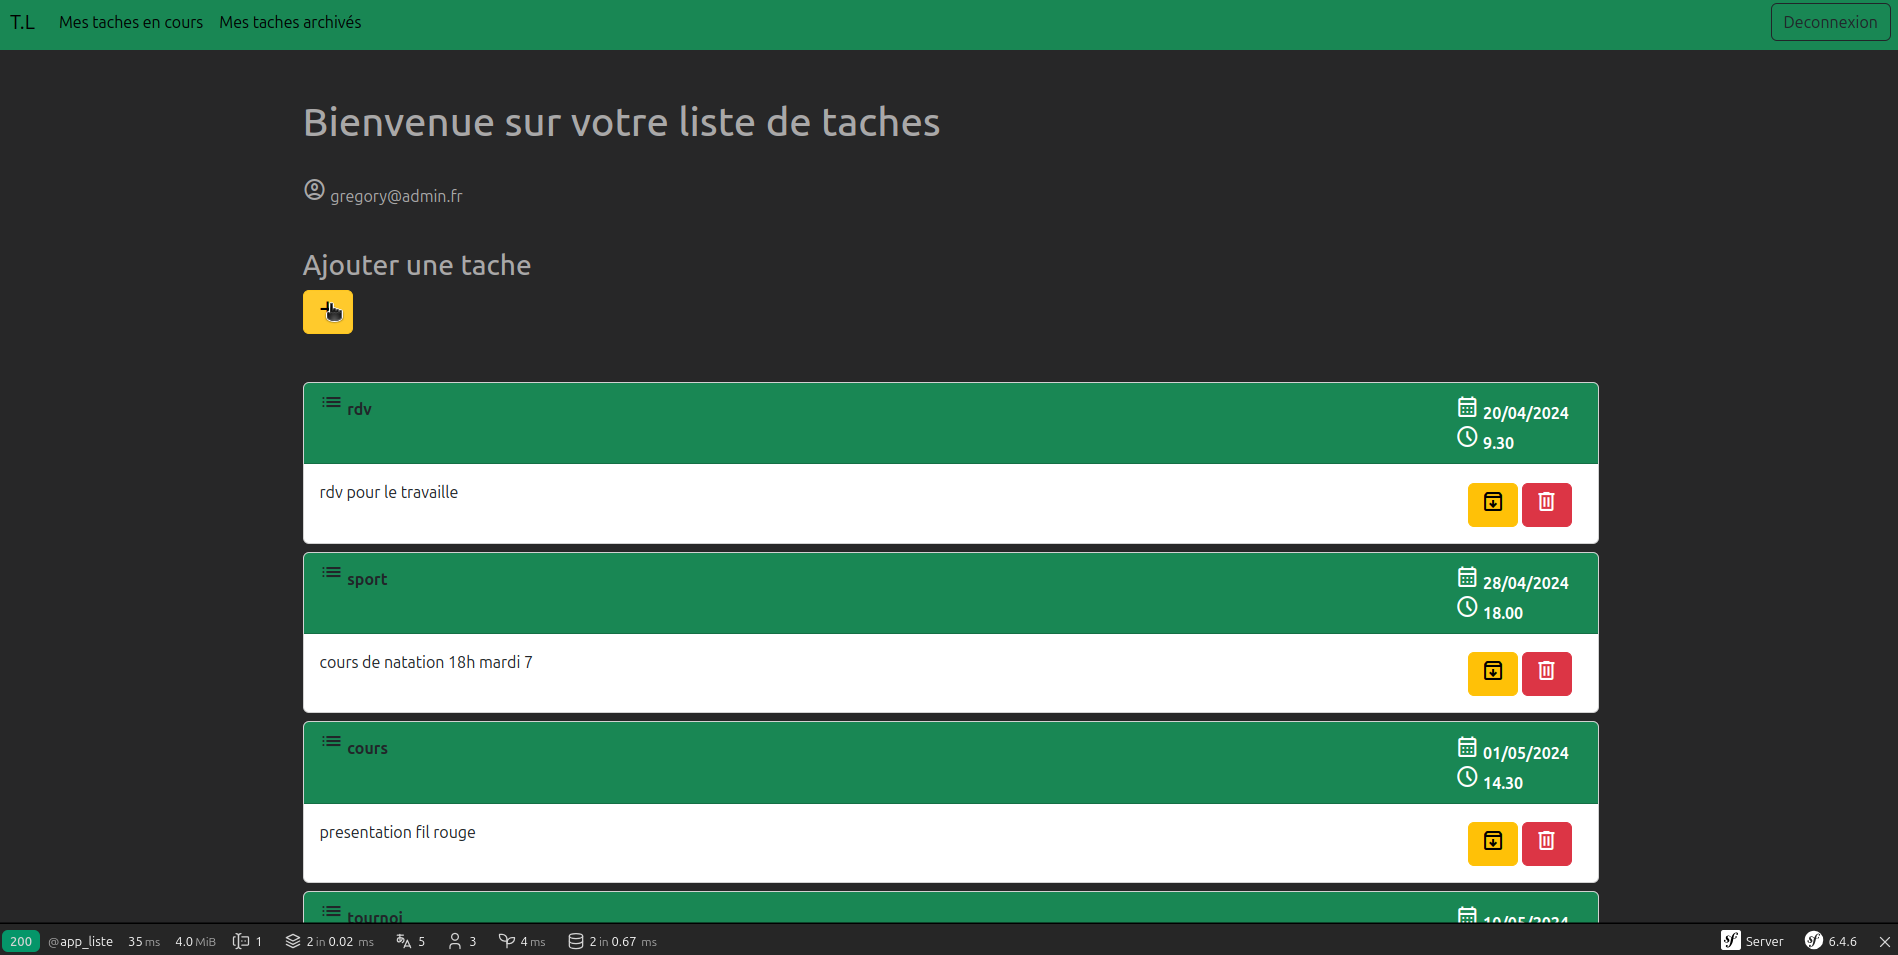 T.L Mes taches en cours Mes taches archivés Deconnexion
Bienvenue sur votre liste de taches
gregory@admin.fr
Ajouter une tache
rdv 20/04/2024
9.30
rdv pour le travaille
sport 28/04/2024
18.00
cours de natation 18h mardi 7
cours 01/05/2024
14.30
presentation fil rouge
tournoi 10/05/2024
200 @app_liste 35 ms 4.0 MiB 1 2 in 0.02 ms 5 3 4 ms 2 in 0.67 ms Server 6.4.6